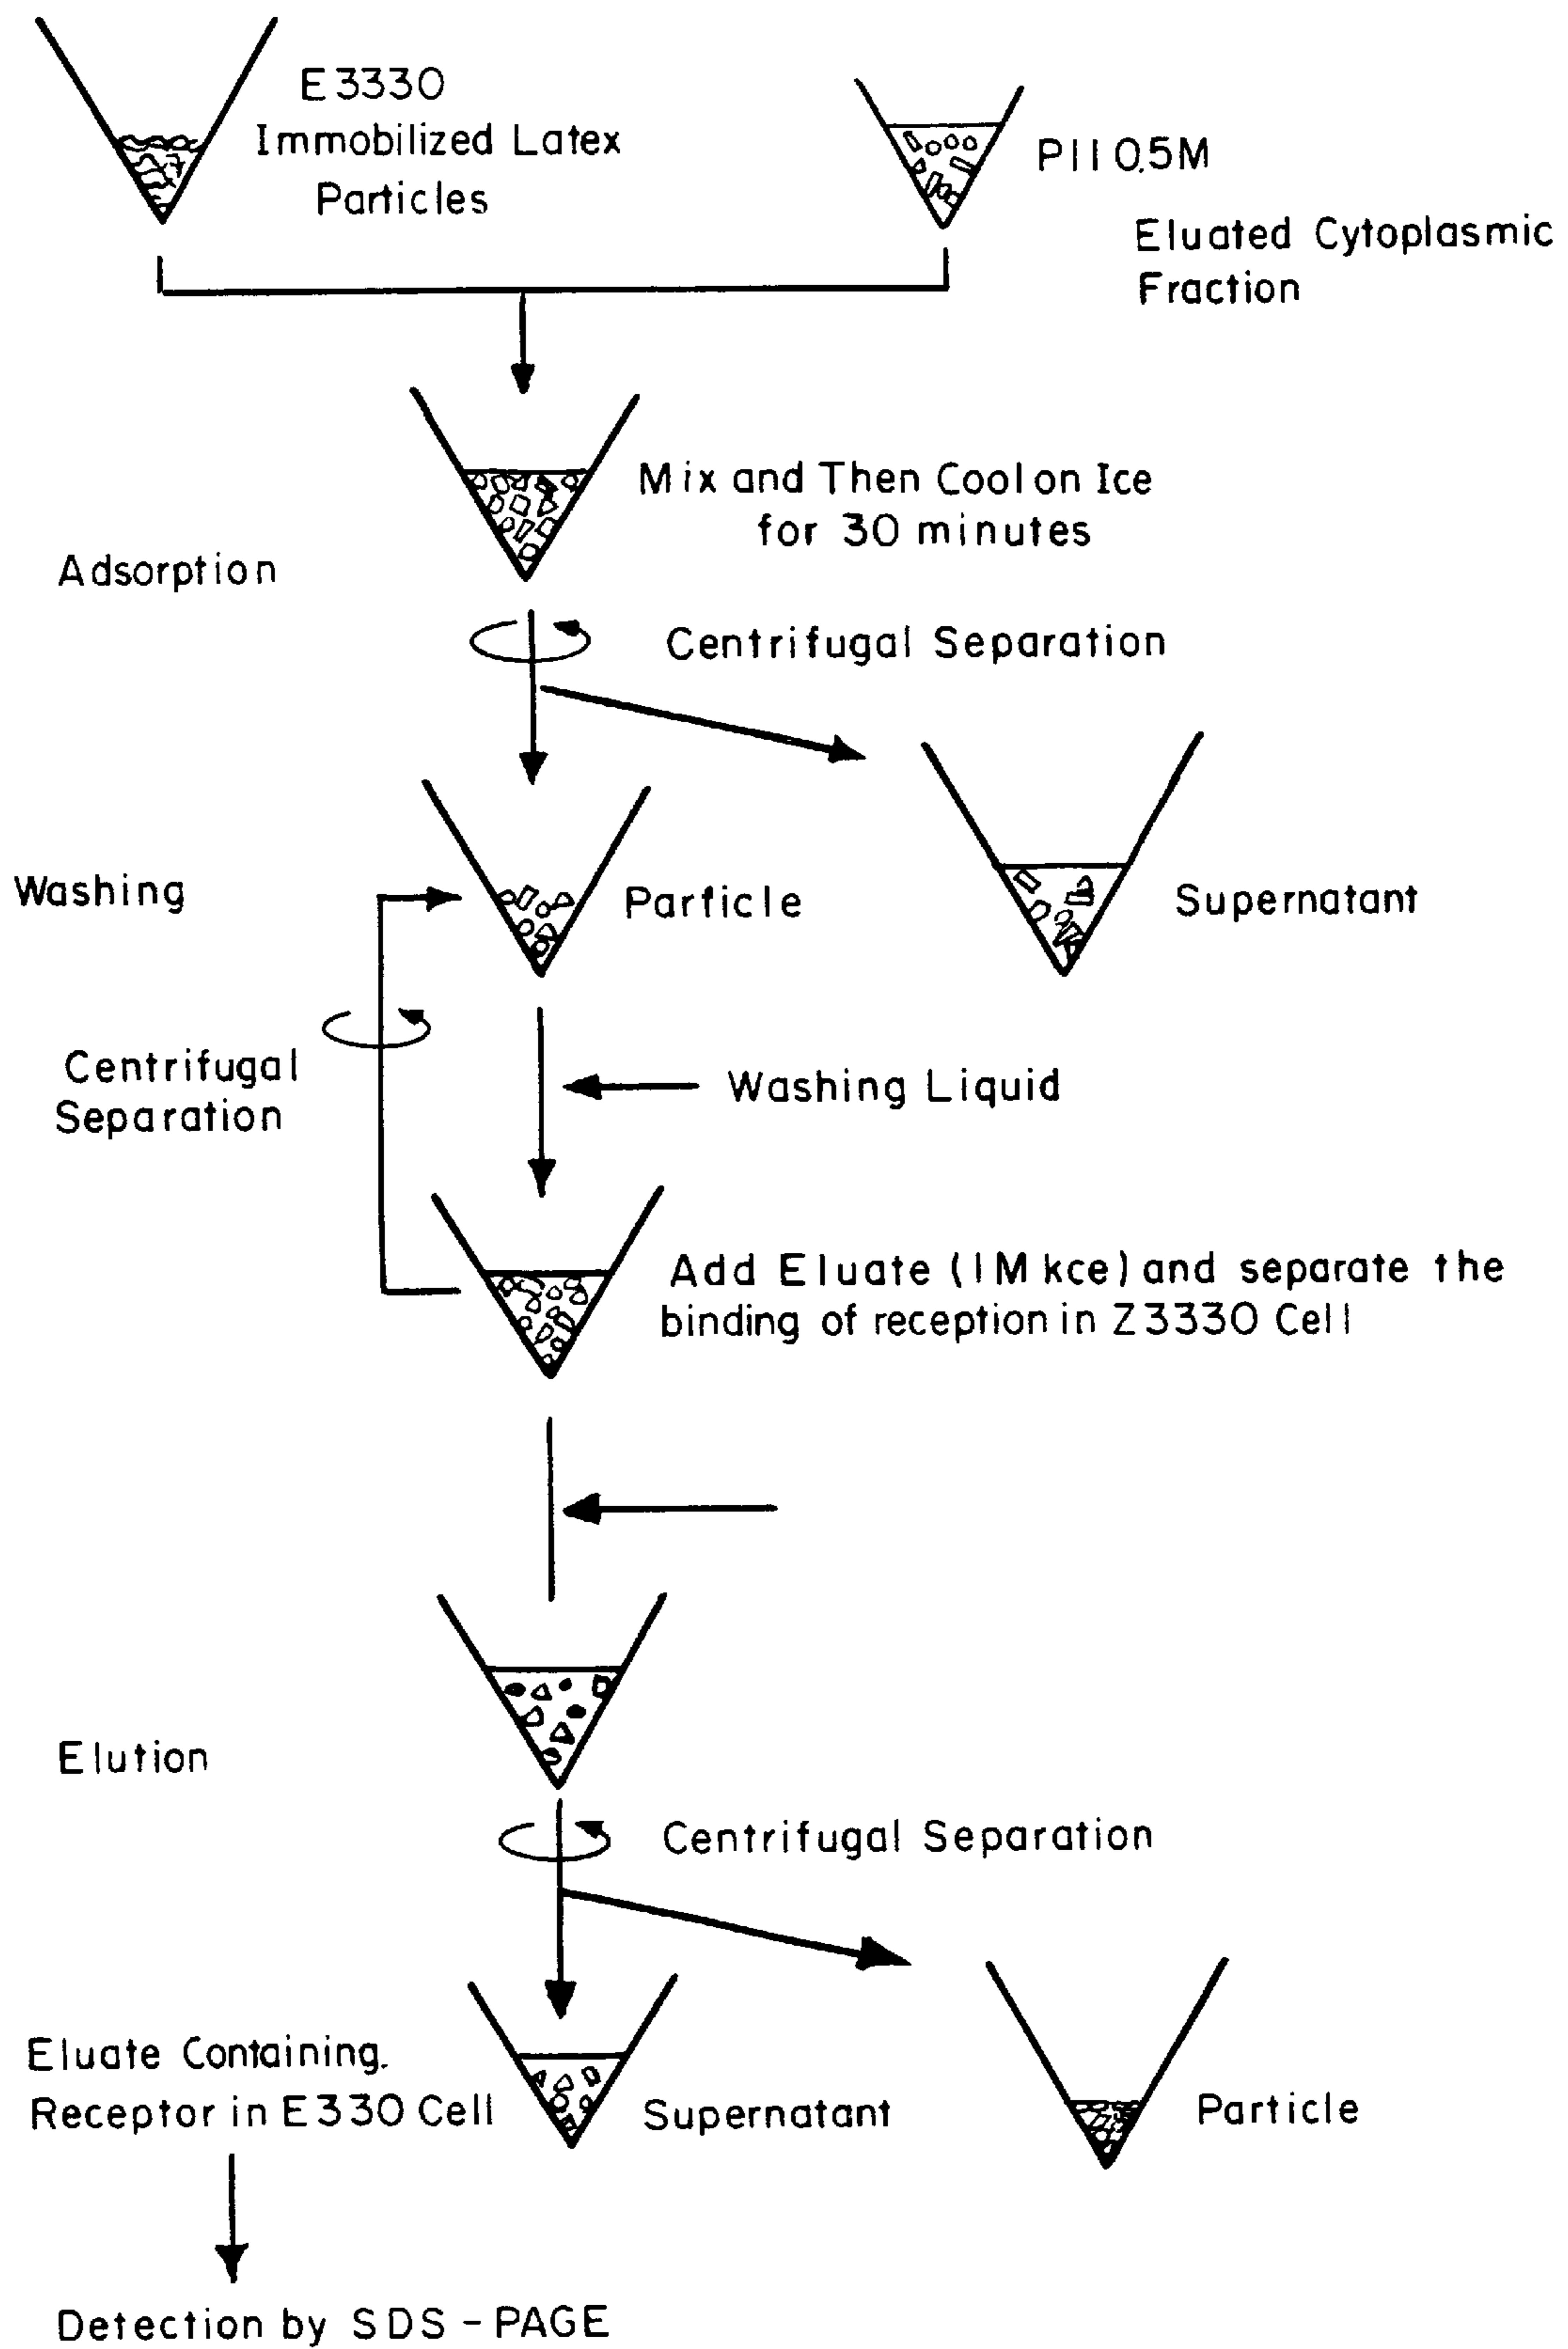 E3330
Immobilized Latex
Particles
P11 0.5M
Eluated Cytoplasmic
Fraction
Mix and Then Cool on Ice
for 30 minutes
Adsorption
Centrifugal Separation
Washing
Particle
Supernatant
Centrifugal
Separation
Washing Liquid
Add Eluate (1M kce) and separate the
binding of reception in Z3330 Cell
Elution
Centrifugal Separation
Eluate Containing.
Receptor in E330 Cell
Supernatant
Particle
Detection by SDS - PAGE